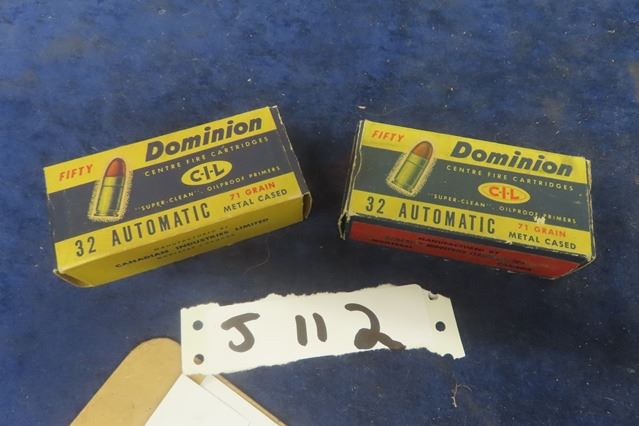 FIFTY
Dominion
CENTRE FIRE CARTRIDGES
C-I-L
"SUPER-CLEAN", OILPROOF PRIMERS
32 AUTOMATIC
71 GRAIN
METAL CASED
MANUFACTURED BY
CANADIAN INDUSTRIES LIMITED
FIFTY
Dominion
CENTRE FIRE CARTRIDGES
C-I-L
"SUPER-CLEAN", OILPROOF PRIMERS
32 AUTOMATIC
71 GRAIN
METAL CASED
MANUFACTURED BY
J 112